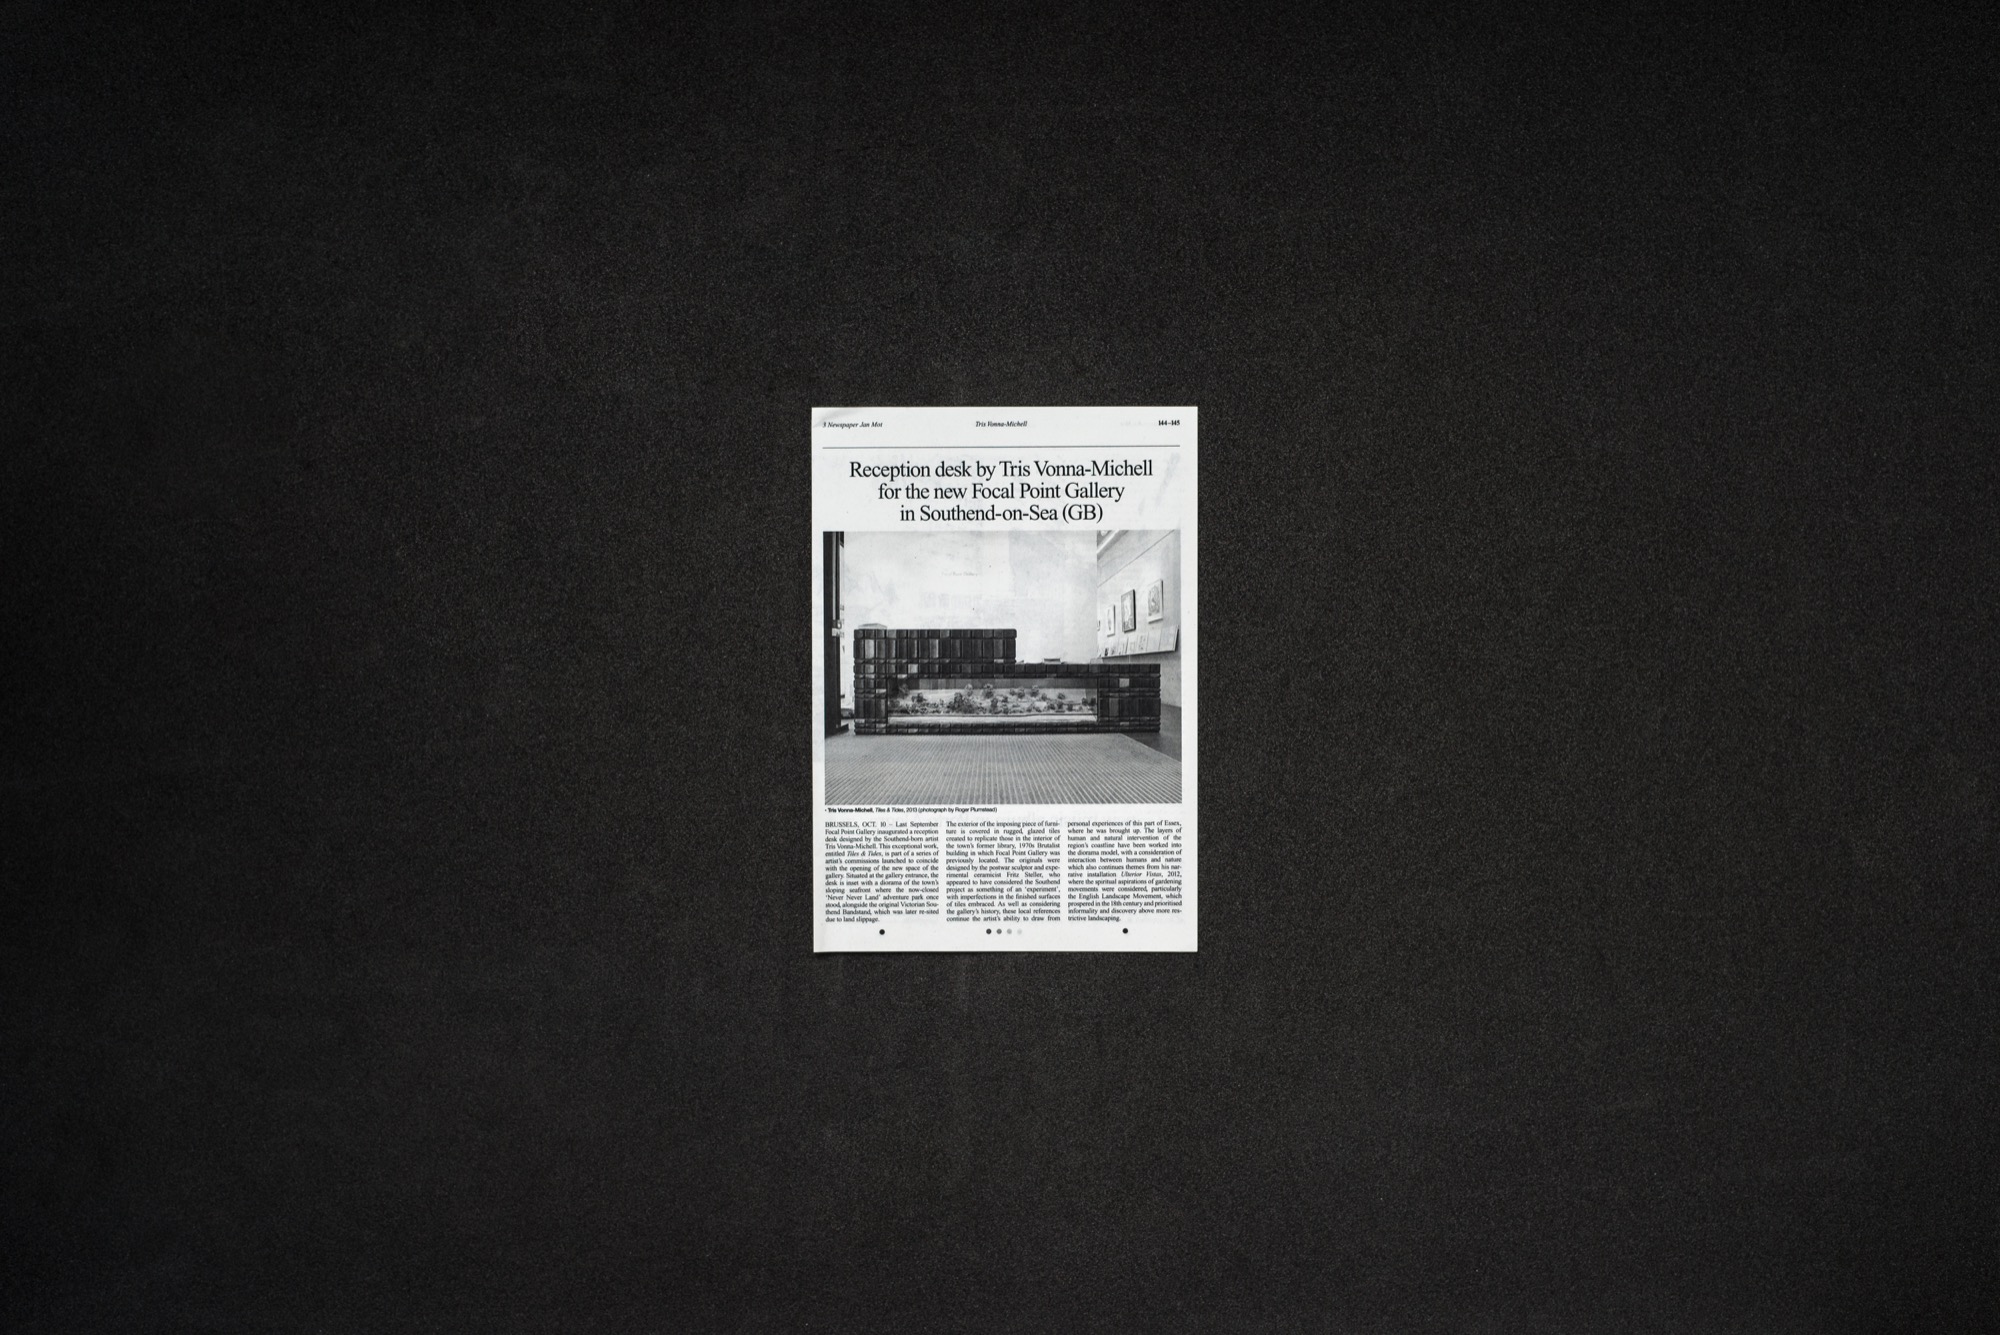 3 Newspaper Jan Mot
Tris Vonna-Michell
144–145
Reception desk by Tris Vonna-Michell
for the new Focal Point Gallery
in Southend-on-Sea (GB)
Tris Vonna-Michell, Tiles & Tides, 2013 (photograph by Roger Plumstead)
BRUSSELS, OCT. 10 – Last September
Focal Point Gallery inaugurated a reception
desk designed by the Southend-born artist
Tris Vonna-Michell. This exceptional work,
entitled Tiles & Tides, is part of a series of
artist's commissions launched to coincide
with the opening of the new space of the
gallery. Situated at the gallery entrance, the
desk is inset with a diorama of the town's
sloping seafront where the now-closed
'Never Never Land' adventure park once
stood, alongside the original Victorian Sou-
thend Bandstand, which was later re-sited
due to land slippage.
The exterior of the imposing piece of furni-
ture is covered in rugged, glazed tiles
created to replicate those in the interior of
the town's former library, 1970s Brutalist
building in which Focal Point Gallery was
previously located. The originals were
designed by the postwar sculptor and expe-
rimental ceramicist Fritz Steller, who
appeared to have considered the Southend
project as something of an 'experiment',
with imperfections in the finished surfaces
of tiles embraced. As well as considering
the gallery's history, these local references
continue the artist's ability to draw from
personal experiences of this part of Essex,
where he was brought up. The layers of
human and natural intervention of the
region's coastline have been worked into
the diorama model, with a consideration of
interaction between humans and nature
which also continues themes from his nar-
rative installation Ulterior Vistas, 2012,
where the spiritual aspirations of gardening
movements were considered, particularly
the English Landscape Movement, which
prospered in the 18th century and prioritised
informality and discovery above more res-
trictive landscaping.